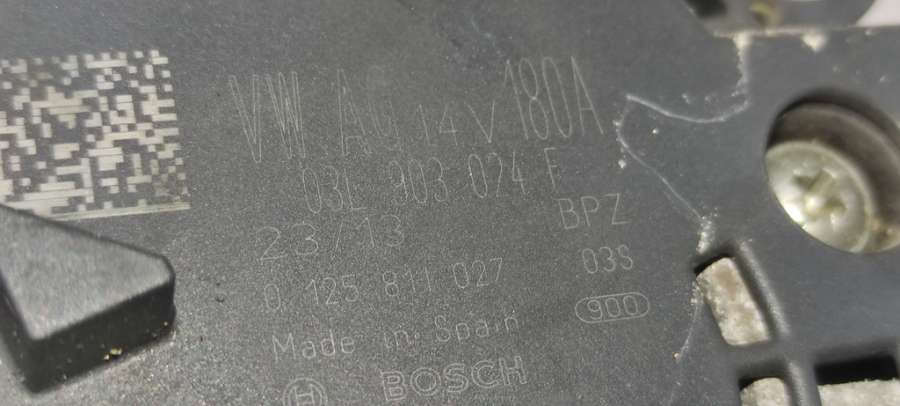 VW AG 14V 180A
03L 903 024 F
23/13 BPZ
0 125 811 027 03S
900
Made in Spain
BOSCH